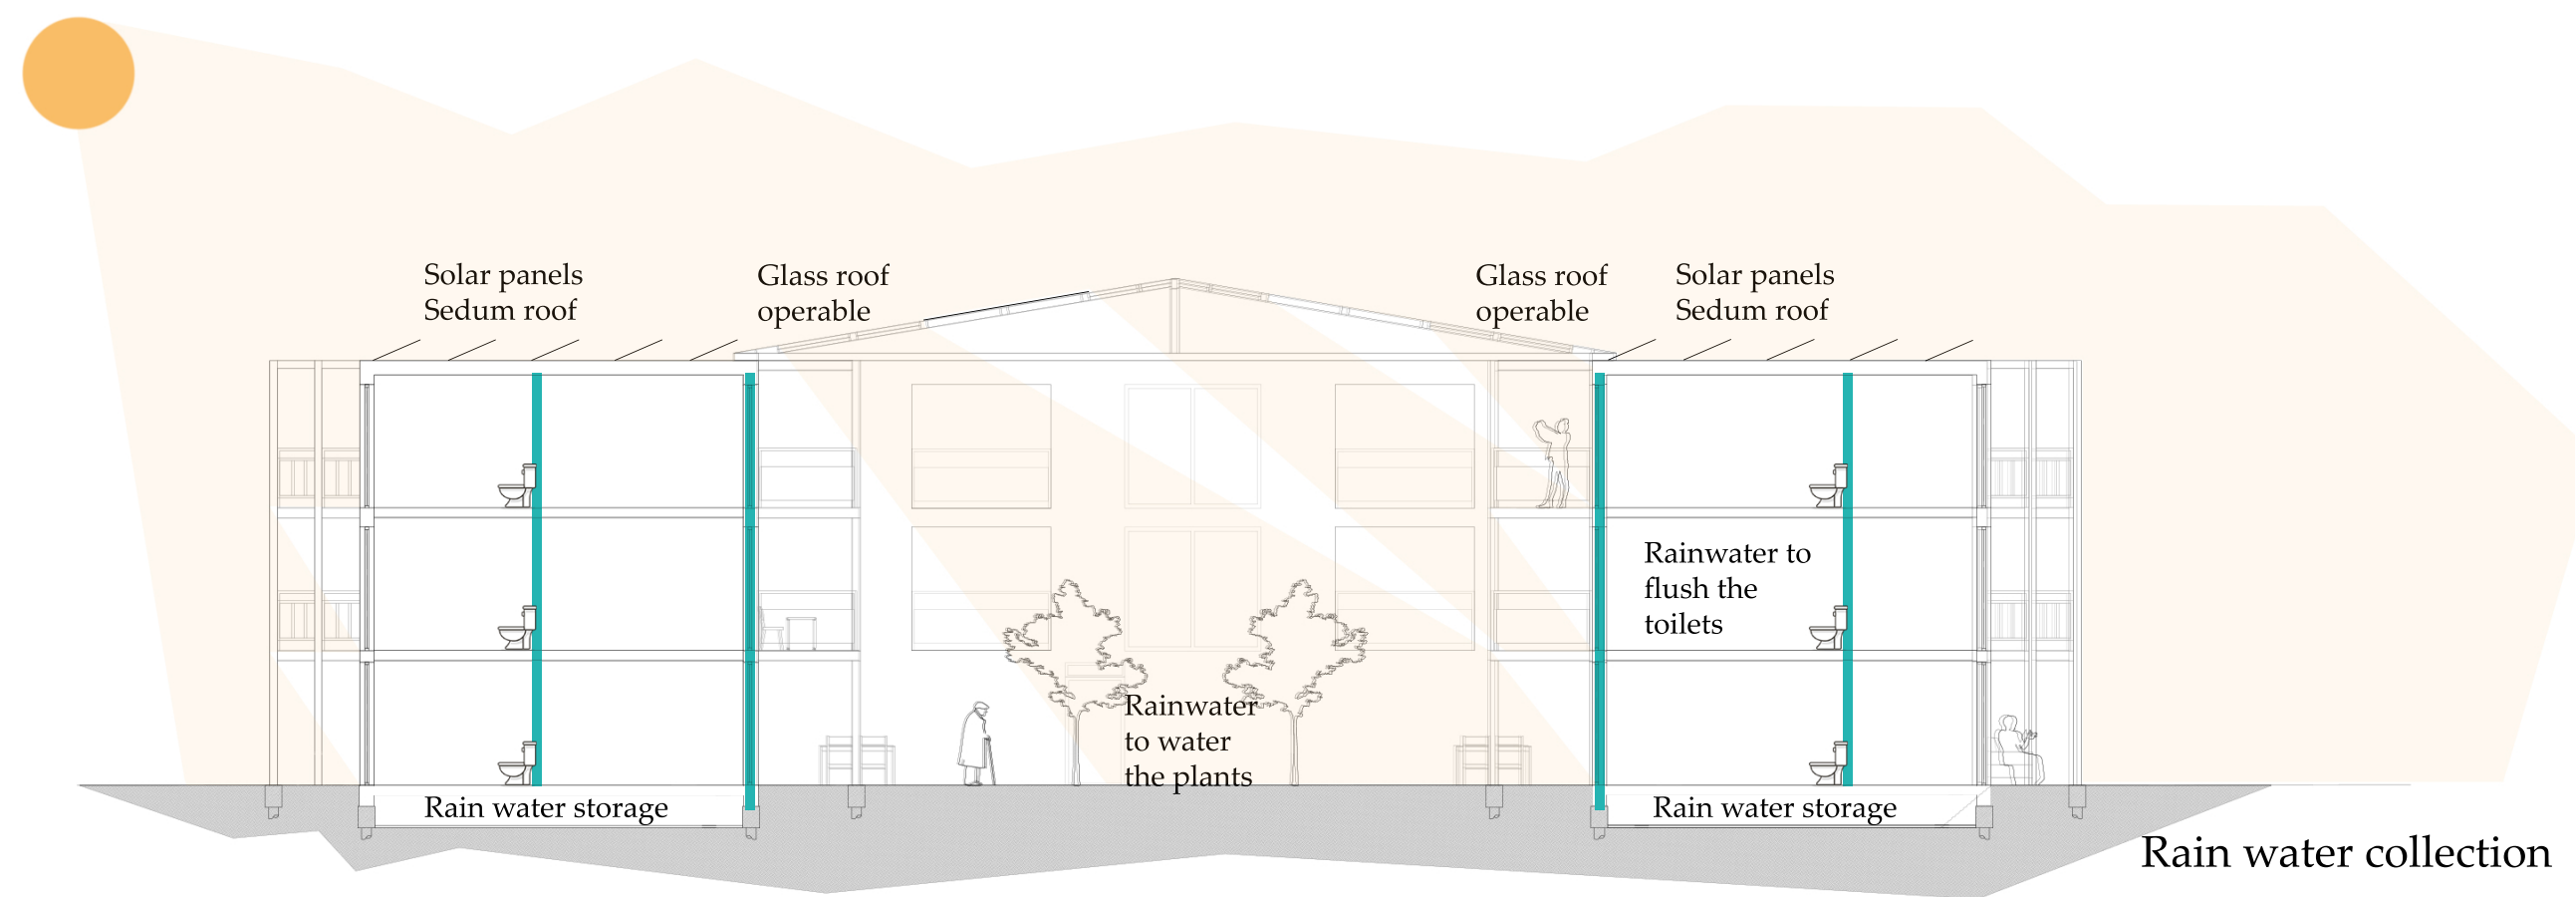 Solar panels
Sedum roof
Glass roof
operable
Glass roof
operable
Solar panels
Sedum roof
Rainwater to
flush the
toilets
Rainwater
to water
the plants
Rain water storage
Rain water storage
Rain water collection